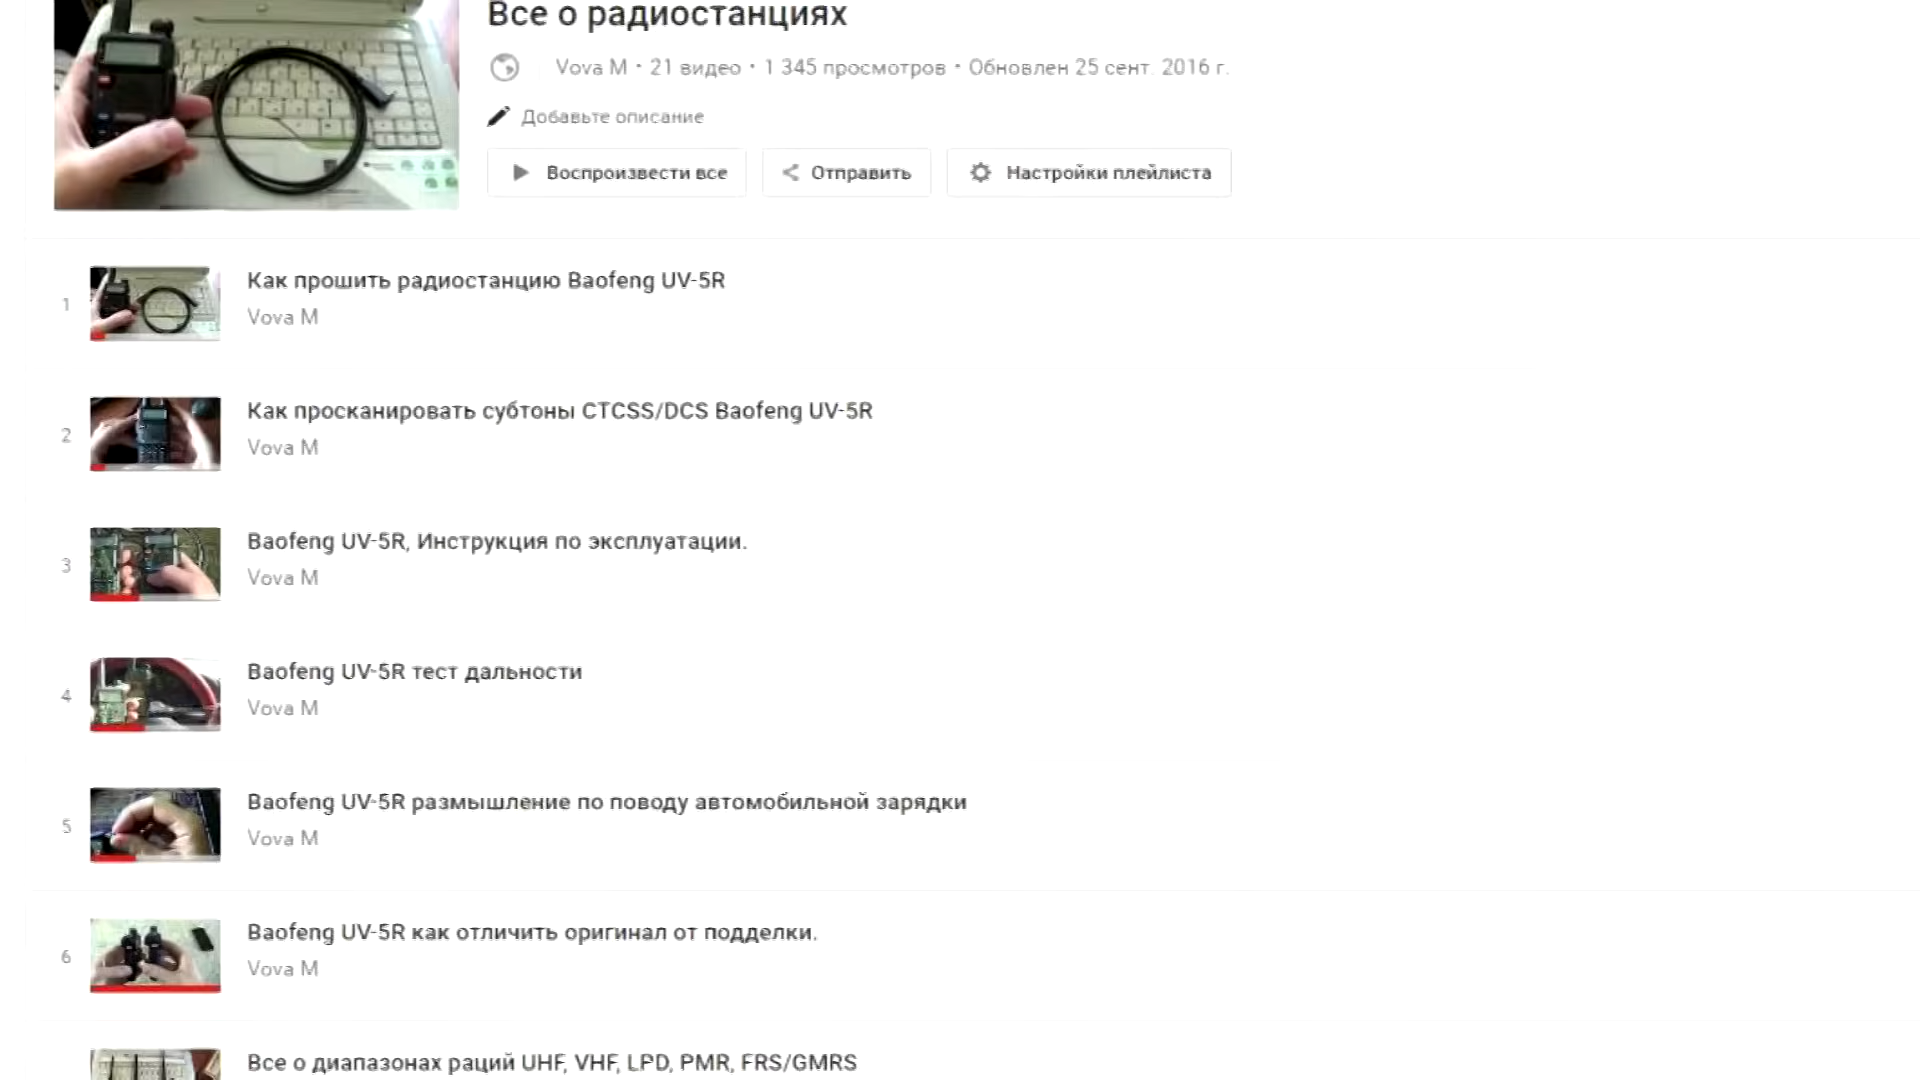 Все о радиостанциях
Vova M • 21 видео • 1 345 просмотров • Обновлен 25 сент. 2016 г.
Добавьте описание
Воспроизвести все
Отправить
Настройки плейлиста
1
Как прошить радиостанцию Baofeng UV-5R
Vova M
2
Как просканировать субтоны CTCSS/DCS Baofeng UV-5R
Vova M
3
Baofeng UV-5R, Инструкция по эксплуатации.
Vova M
4
Baofeng UV-5R тест дальности
Vova M
5
Baofeng UV-5R размышление по поводу автомобильной зарядки
Vova M
6
Baofeng UV-5R как отличить оригинал от подделки.
Vova M
Все о диапазонах раций UHF, VHF, LPD, PMR, FRS/GMRS